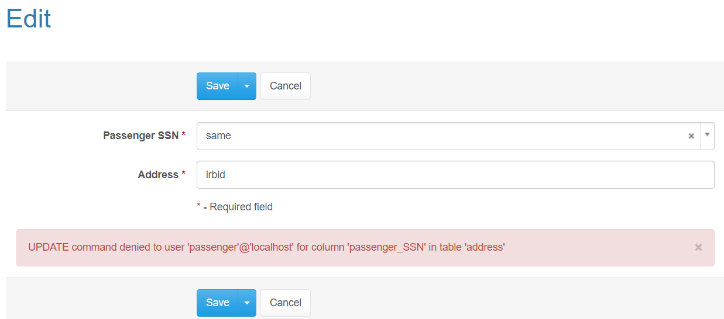 Edit
Save Cancel
Passenger SSN * same
Address * irbid
* - Required field
UPDATE command denied to user 'passenger'@'localhost' for column 'passenger_SSN' in table 'address'
Save Cancel